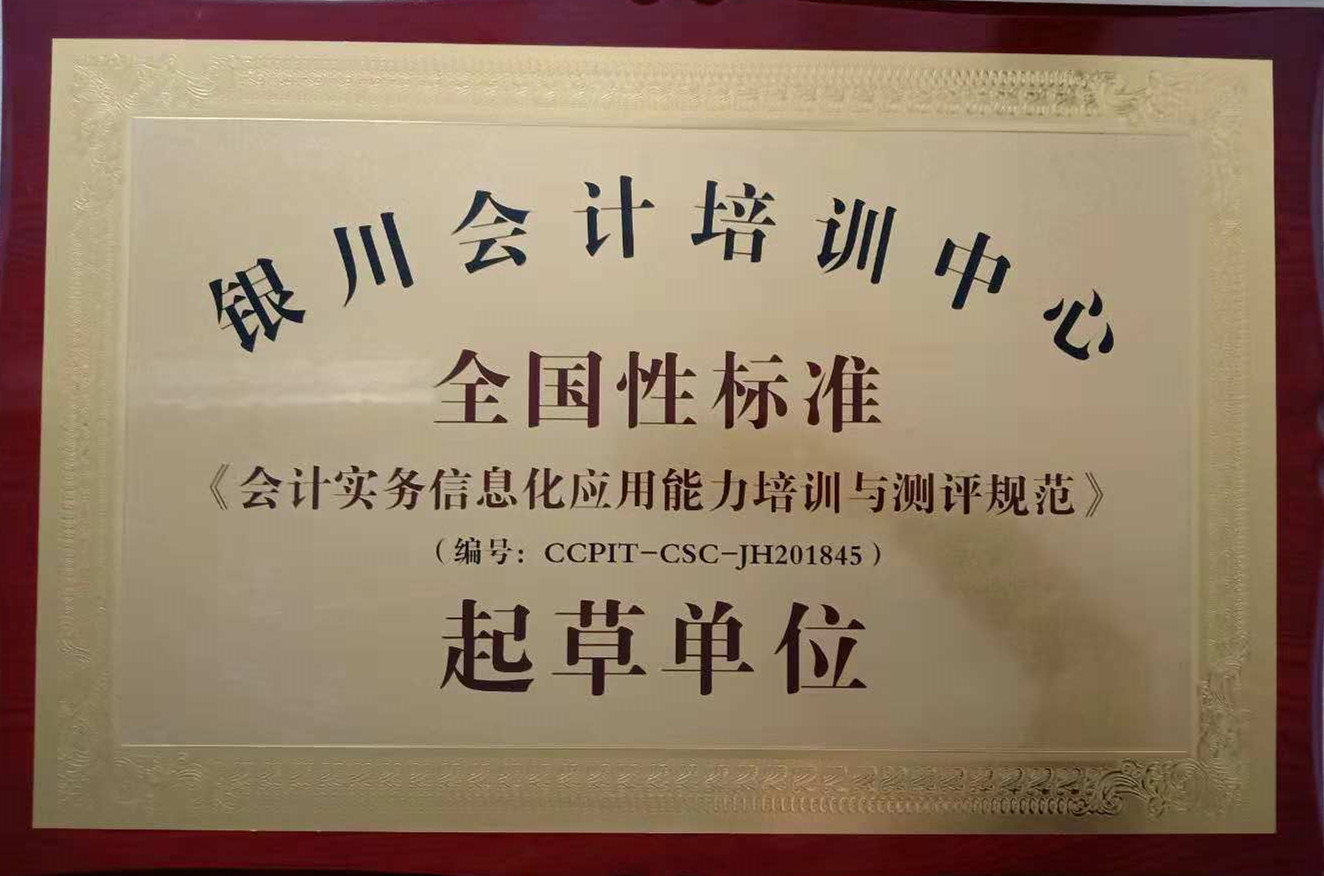 银川会计培训中心
全国性标准
《会计实务信息化应用能力培训与测评规范》
（编号：CCPIT-CSC-JH201845）
起草单位